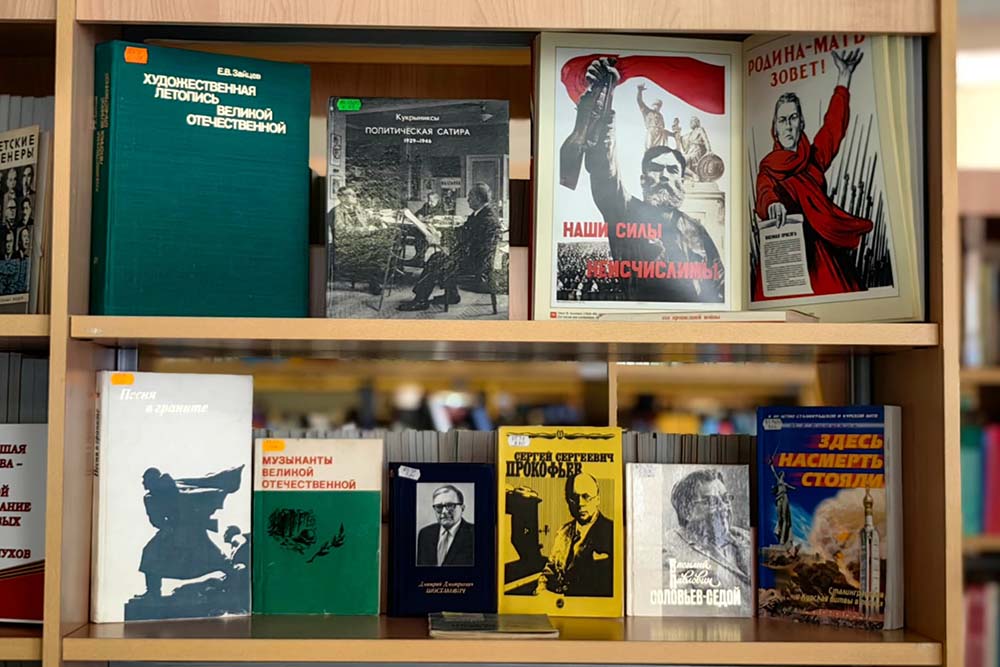 Е.В. Зайцев
ХУДОЖЕСТВЕННАЯ
ЛЕТОПИСЬ
ВЕЛИКОЙ
ОТЕЧЕСТВЕННОЙ
Кукрыниксы
ПОЛИТИЧЕСКАЯ САТИРА
1929–1946
НАШИ СИЛЫ
НЕИСЧИСЛИМЫ
РОДИНА-МАТЬ
ЗОВЕТ!
ВОЕННАЯ ПРИСЯГА
Песня
в граните
МУЗЫКАНТЫ
ВЕЛИКОЙ
ОТЕЧЕСТВЕННОЙ
Дмитрий Дмитриевич
ШОСТАКОВИЧ
СЕРГЕЙ СЕРГЕЕВИЧ
ПРОКОФЬЕВ
Василий
Павлович
СОЛОВЬЕВ-СЕДОЙ
ЗДЕСЬ
НАСМЕРТЬ
СТОЯЛИ